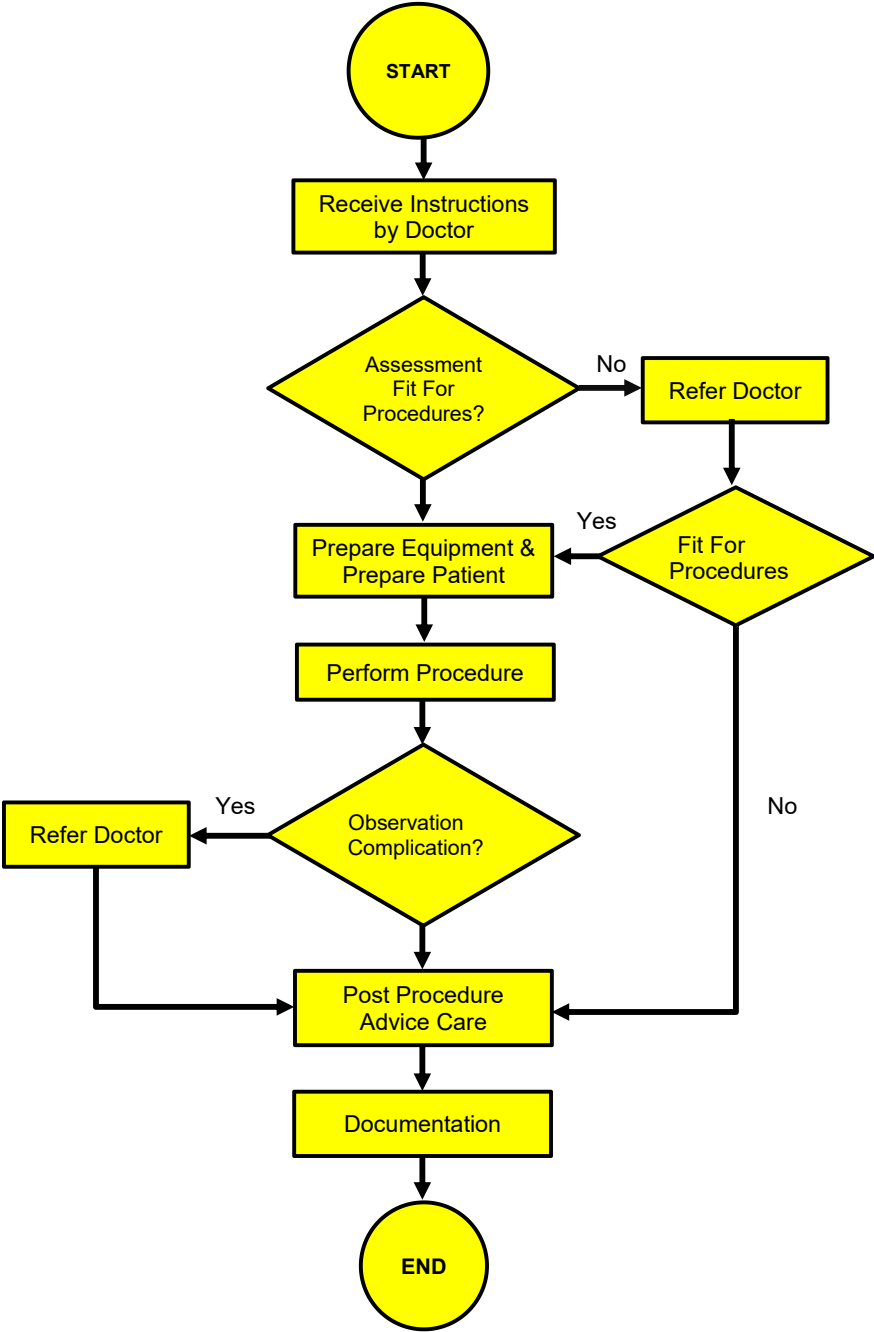 START
Receive Instructions
by Doctor
Assessment
Fit For
Procedures?
No
Refer Doctor
Yes
Fit For
Procedures
Prepare Equipment &
Prepare Patient
Perform Procedure
Observation
Complication?
Yes
Refer Doctor
No
Post Procedure
Advice Care
Documentation
END